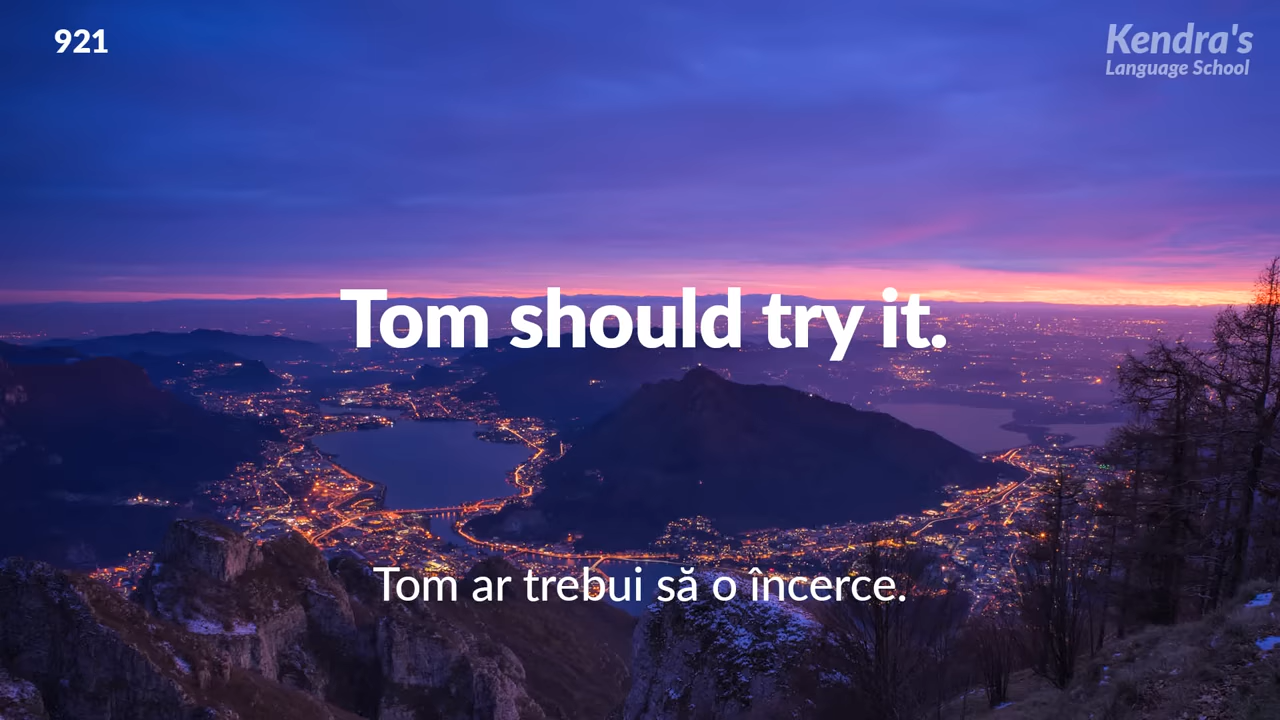 921
Kendra's
Language School
Tom should try it.
Tom ar trebui să o încerce.